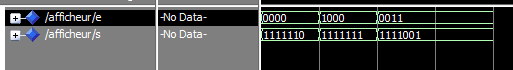 /afficheur/e -No Data- 0000 1000 0011
/afficheur/s -No Data- 1111110 1111111 1111001